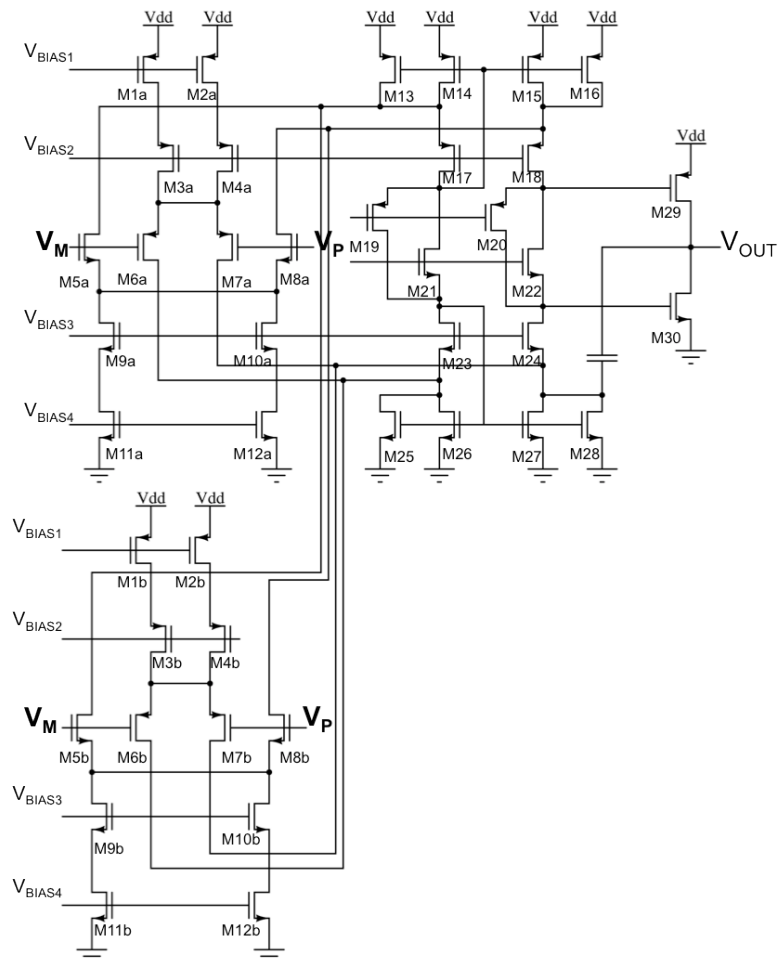 Vdd Vdd Vdd Vdd Vdd Vdd
VBIAS1
M1a M2a M13 M14 M15 M16
VBIAS2
Vdd
M3a M4a M17 M18
M29
VM VP VOUT
M19 M20
M5a M6a M7a M8a
M21 M22
VBIAS3
M30
M9a M10a M23 M24
VBIAS4
M11a M12a M25 M26 M27 M28
Vdd Vdd
VBIAS1
M1b M2b
VBIAS2
M3b M4b
VM VP
M5b M6b M7b M8b
VBIAS3
M9b M10b
VBIAS4
M11b M12b